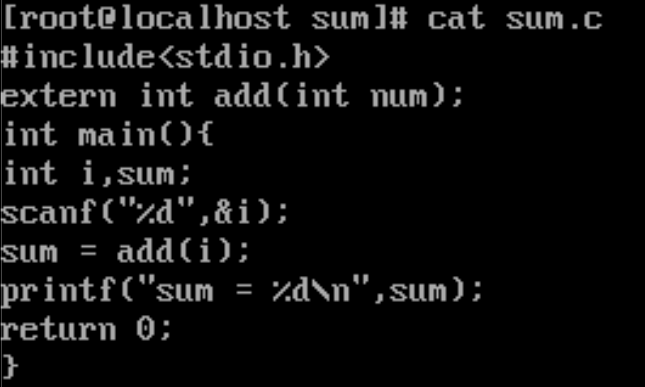 [root@localhost sum]# cat sum.c
#include<stdio.h>
extern int add(int num);
int main(){
int i,sum;
scanf("%d",&i);
sum = add(i);
printf("sum = %d\n",sum);
return 0;
}